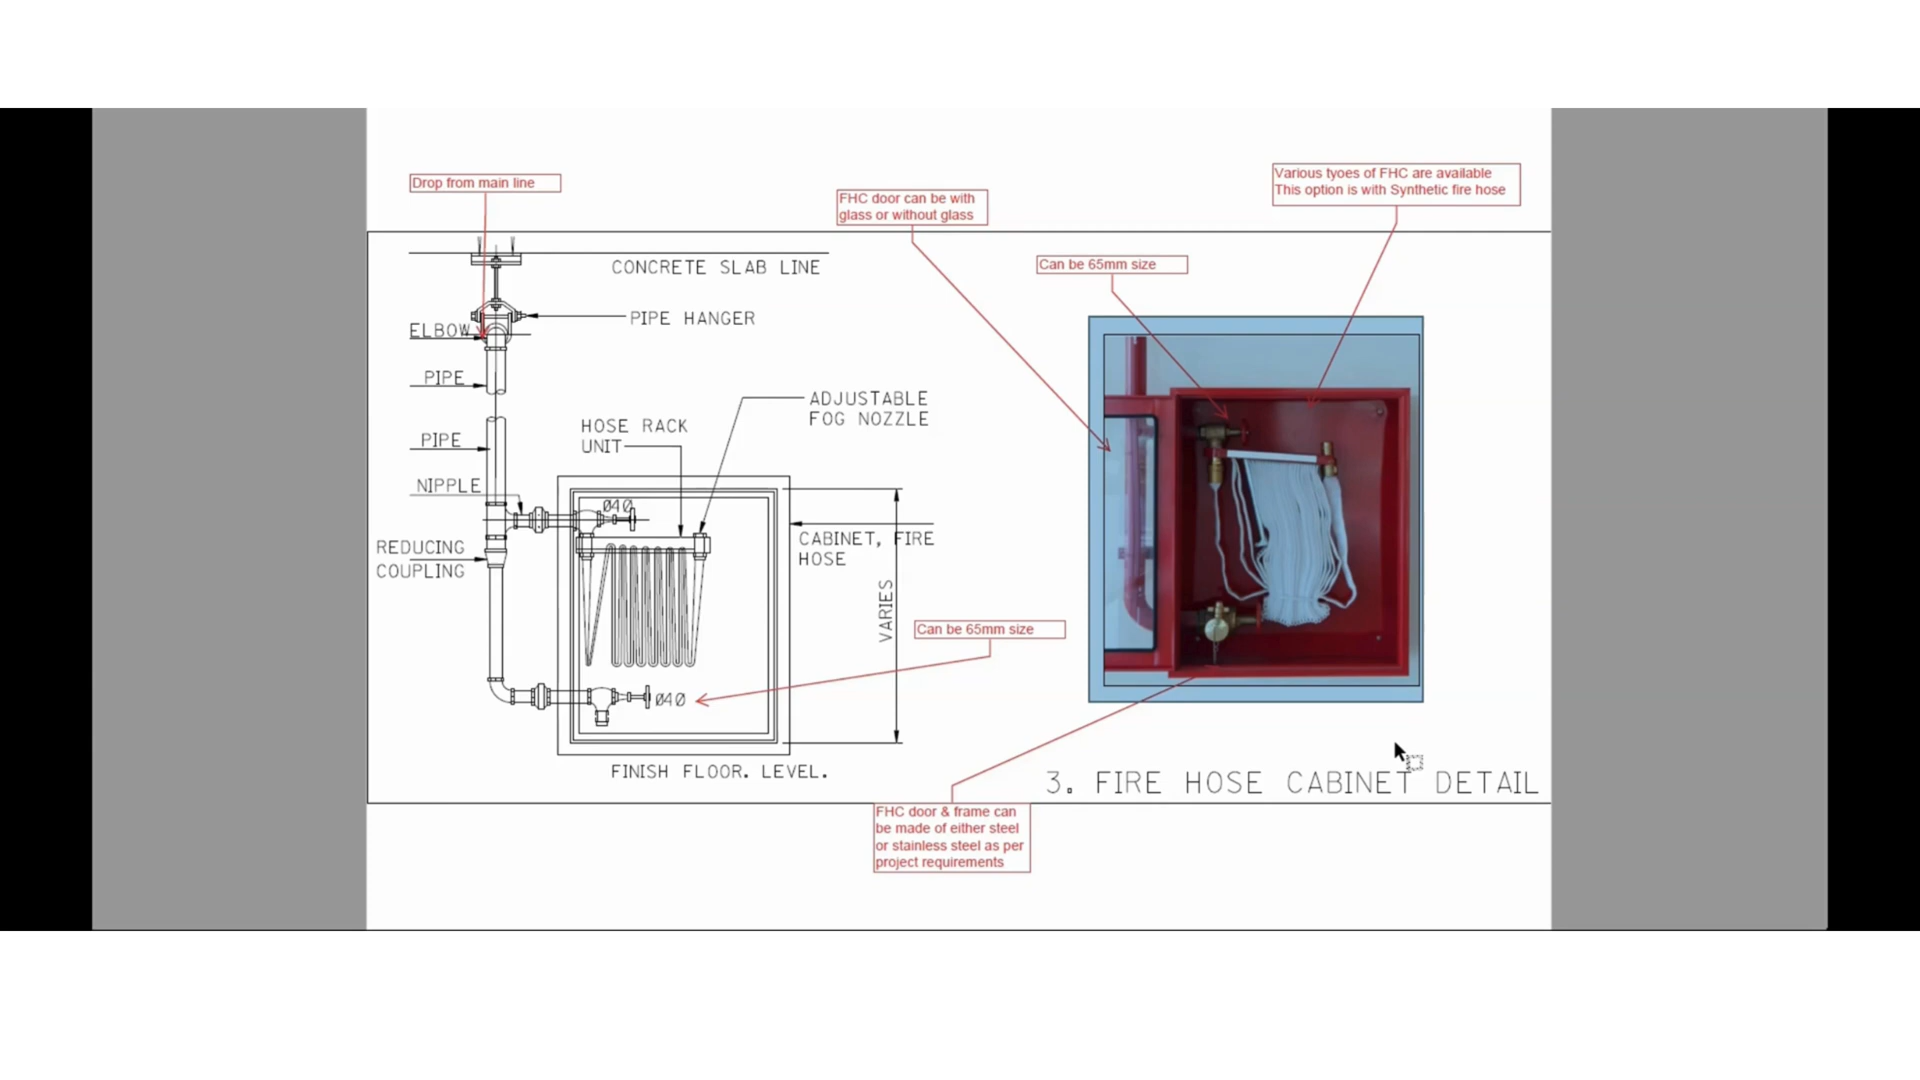 Drop from main line
FHC door can be with
glass or without glass
Various tyoes of FHC are available
This option is with Synthetic fire hose
Can be 65mm size
CONCRETE SLAB LINE
PIPE HANGER
ELBOW
PIPE
ADJUSTABLE
FOG NOZZLE
HOSE RACK
UNIT
PIPE
NIPPLE
Ø40
CABINET, FIRE
HOSE
REDUCING
COUPLING
VARIES
Can be 65mm size
Ø40
FINISH FLOOR. LEVEL.
3. FIRE HOSE CABINET DETAIL
FHC door & frame can
be made of either steel
or stainless steel as per
project requirements